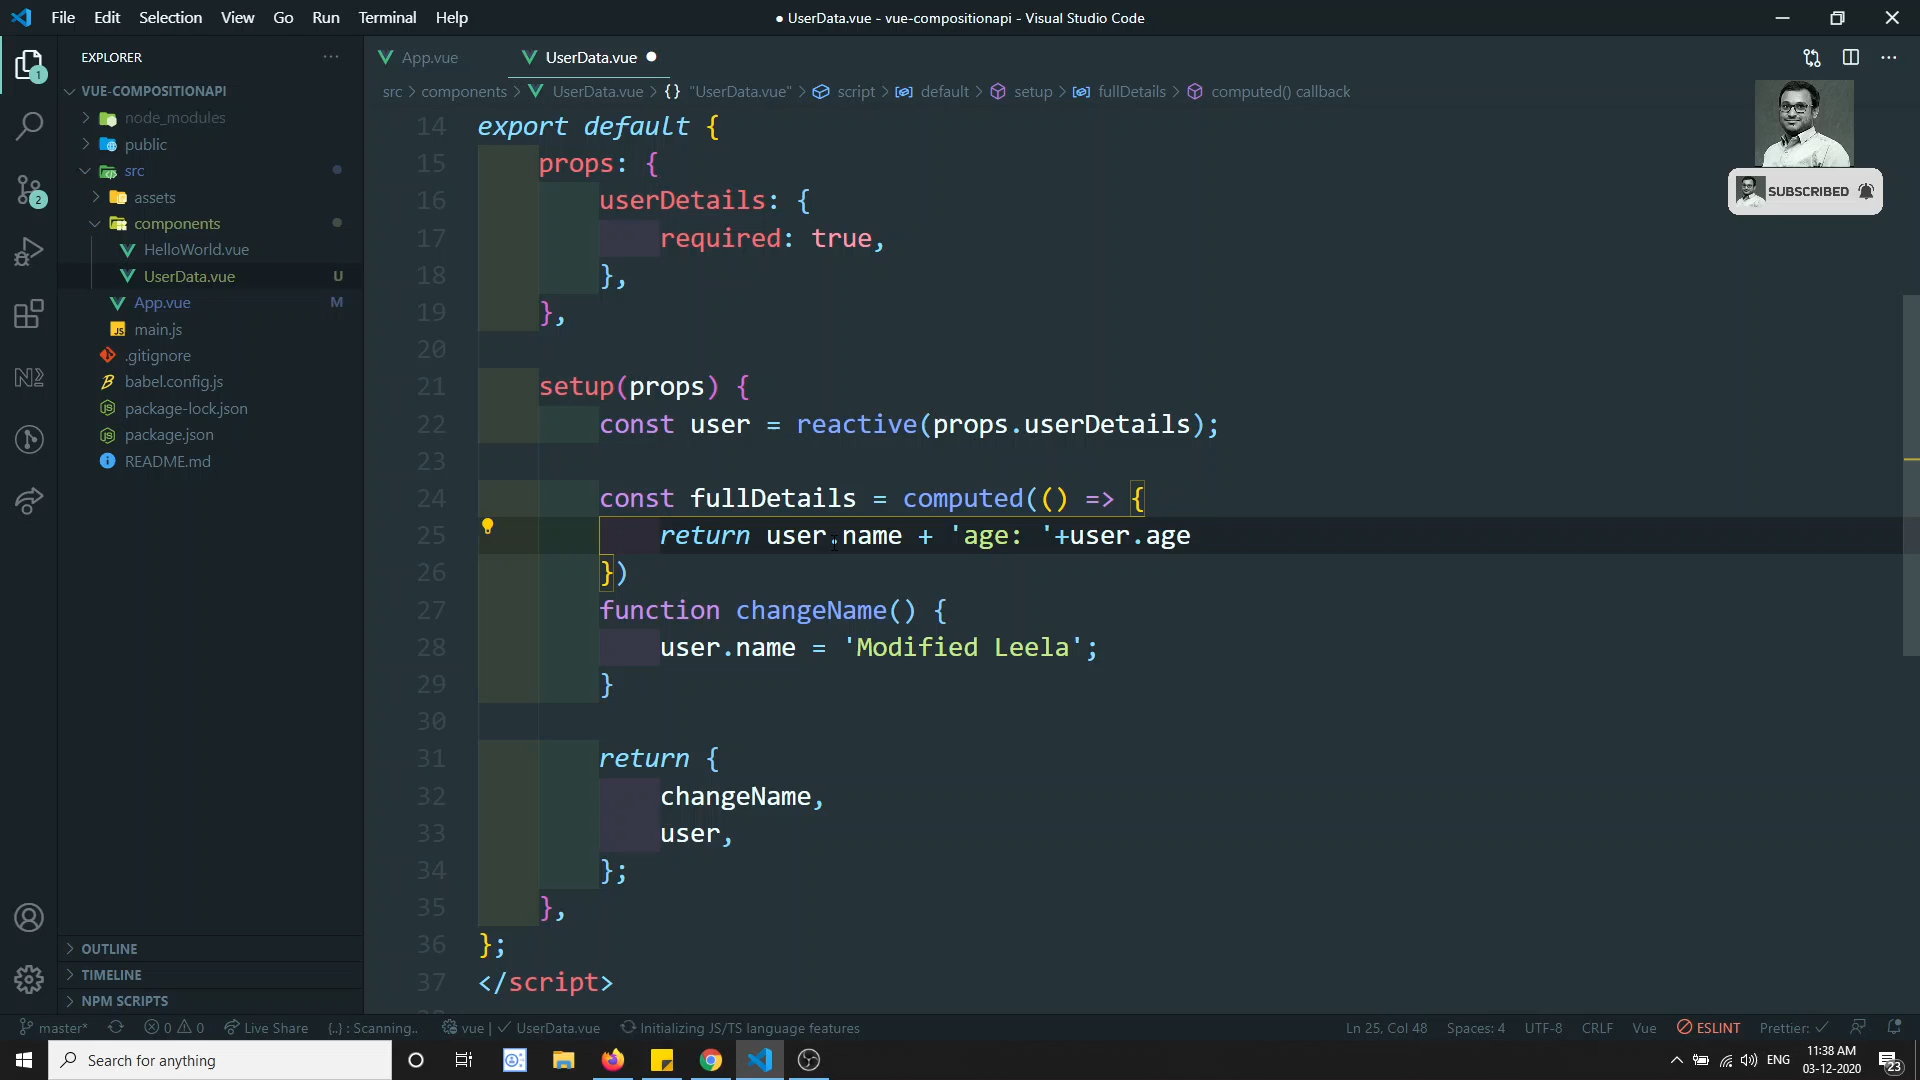 File Edit Selection View Go Run Terminal Help
● UserData.vue - vue-compositionapi - Visual Studio Code
EXPLORER
VUE-COMPOSITIONAPI
node_modules
public
src
assets
components
HelloWorld.vue
UserData.vue U
App.vue M
JS main.js
.gitignore
babel.config.js
package-lock.json
package.json
README.md
OUTLINE
TIMELINE
NPM SCRIPTS
1
2
App.vue UserData.vue ●
src > components > UserData.vue > {} "UserData.vue" > script > default > setup > fullDetails > computed() callback
SUBSCRIBED
14 export default {
15 props: {
16 userDetails: {
17 required: true,
18 },
19 },
20
21 setup(props) {
22 const user = reactive(props.userDetails);
23
24 const fullDetails = computed(() => {
25 return user.name + 'age: '+user.age
26 })
27 function changeName() {
28 user.name = 'Modified Leela';
29 }
30
31 return {
32 changeName,
33 user,
34 };
35 },
36 };
37 </script>
master* 0 0 Live Share {..} : Scanning.. vue | ✓ UserData.vue Initializing JS/TS language features
Ln 25, Col 48 Spaces: 4 UTF-8 CRLF Vue ESLINT Prettier: ✓
Search for anything
ENG 11:38 AM
03-12-2020 23